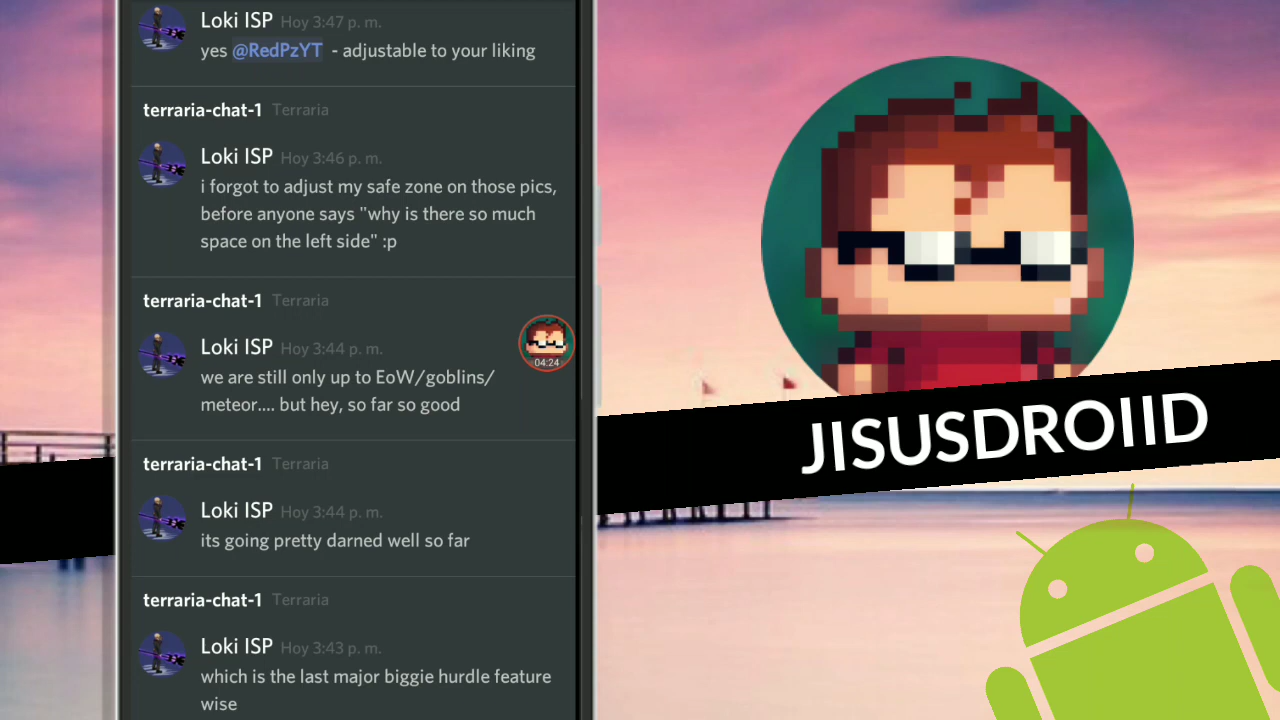 Loki ISP Hoy 3:47 p. m.
yes @RedPzYT - adjustable to your liking
terraria-chat-1 Terraria
Loki ISP Hoy 3:46 p. m.
i forgot to adjust my safe zone on those pics,
before anyone says "why is there so much
space on the left side" :p
terraria-chat-1 Terraria
Loki ISP Hoy 3:44 p. m.
04:24
we are still only up to EoW/goblins/
meteor.... but hey, so far so good
terraria-chat-1 Terraria
Loki ISP Hoy 3:44 p. m.
its going pretty darned well so far
terraria-chat-1 Terraria
Loki ISP Hoy 3:43 p. m.
which is the last major biggie hurdle feature
wise
JISUSDROIID